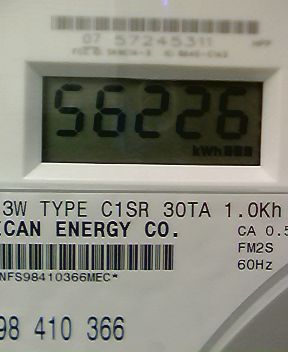 07 57245311
56226
kWh
3W TYPE C1SR 30TA 1.0Kh
ICAN ENERGY CO.
CA 0.5
FM2S
60Hz
NFS98410366MEC*
98 410 366